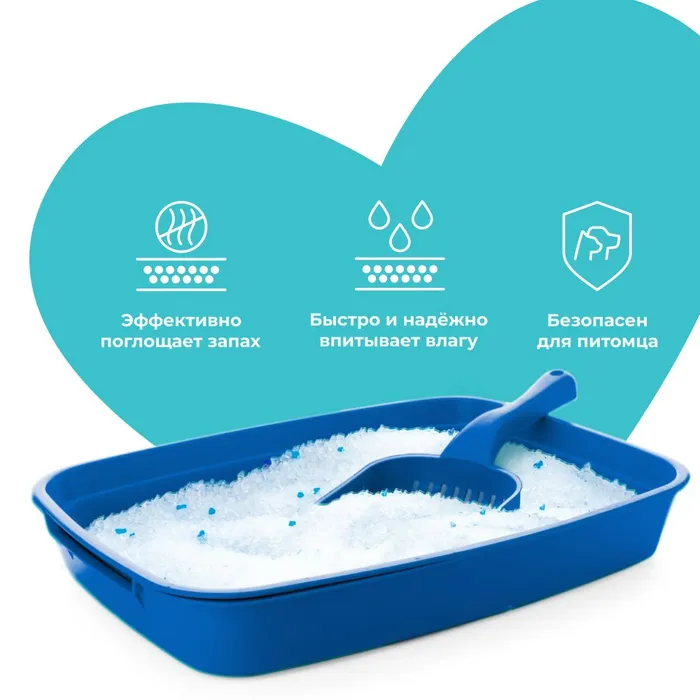 Эффективно
поглощает запах
Быстро и надёжно
впитывает влагу
Безопасен
для питомца